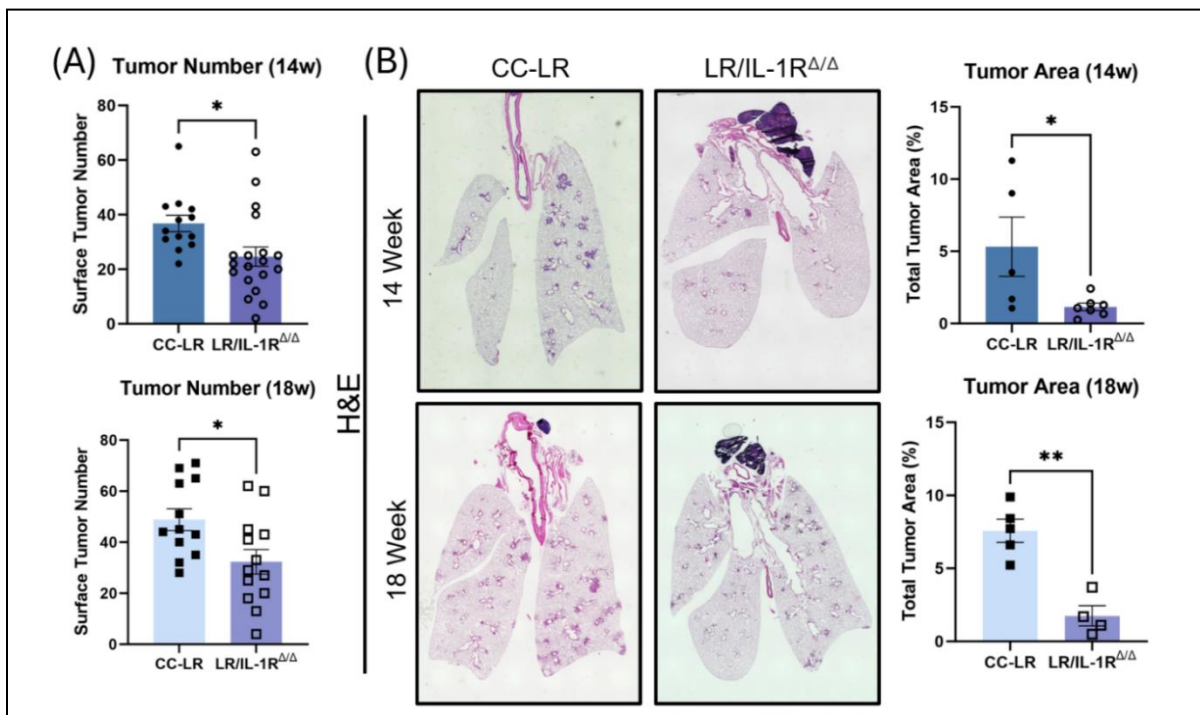 (A)
Tumor Number (14w)
*
80
60
40
20
0
Surface Tumor Number
CC-LR LR/IL-1RΔ/Δ
Tumor Number (18w)
*
80
60
40
20
0
Surface Tumor Number
CC-LR LR/IL-1RΔ/Δ
(B)
CC-LR LR/IL-1RΔ/Δ
H&E
14 Week
18 Week
Tumor Area (14w)
*
15
10
5
0
Total Tumor Area (%)
CC-LR LR/IL-1RΔ/Δ
Tumor Area (18w)
**
15
10
5
0
Total Tumor Area (%)
CC-LR LR/IL-1RΔ/Δ